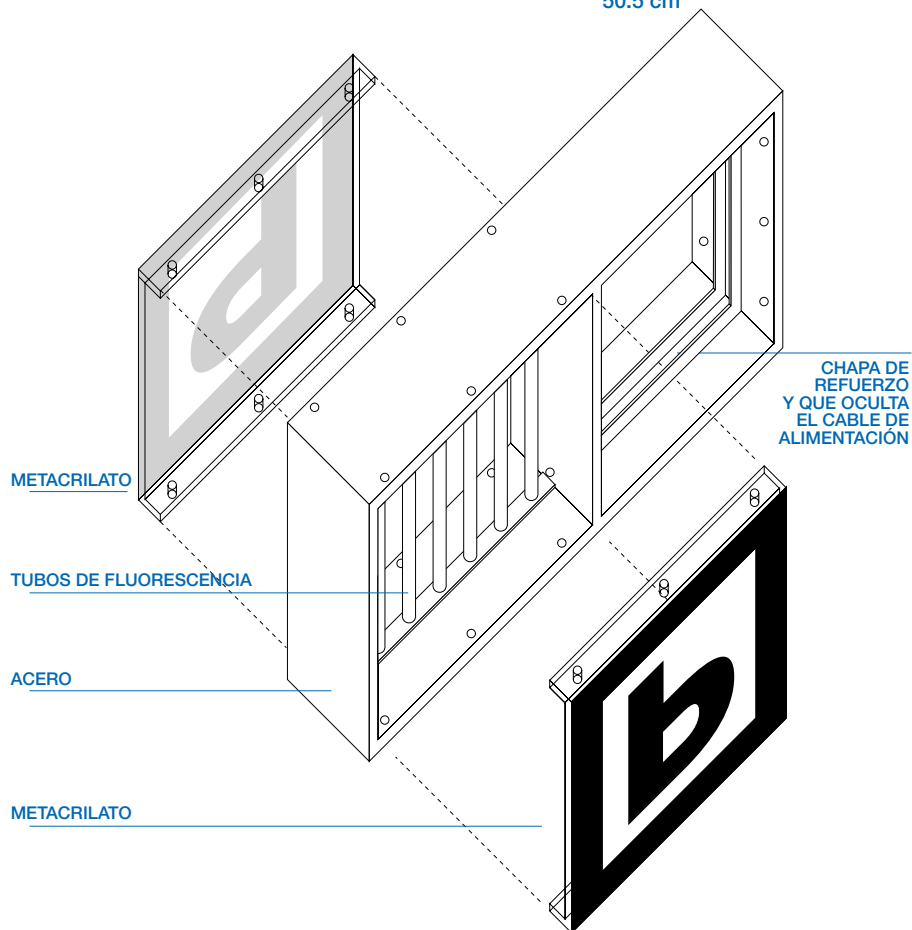 50.5 cm
CHAPA DE
REFUERZO
Y QUE OCULTA
EL CABLE DE
ALIMENTACIÓN
METACRILATO
TUBOS DE FLUORESCENCIA
ACERO
METACRILATO
b